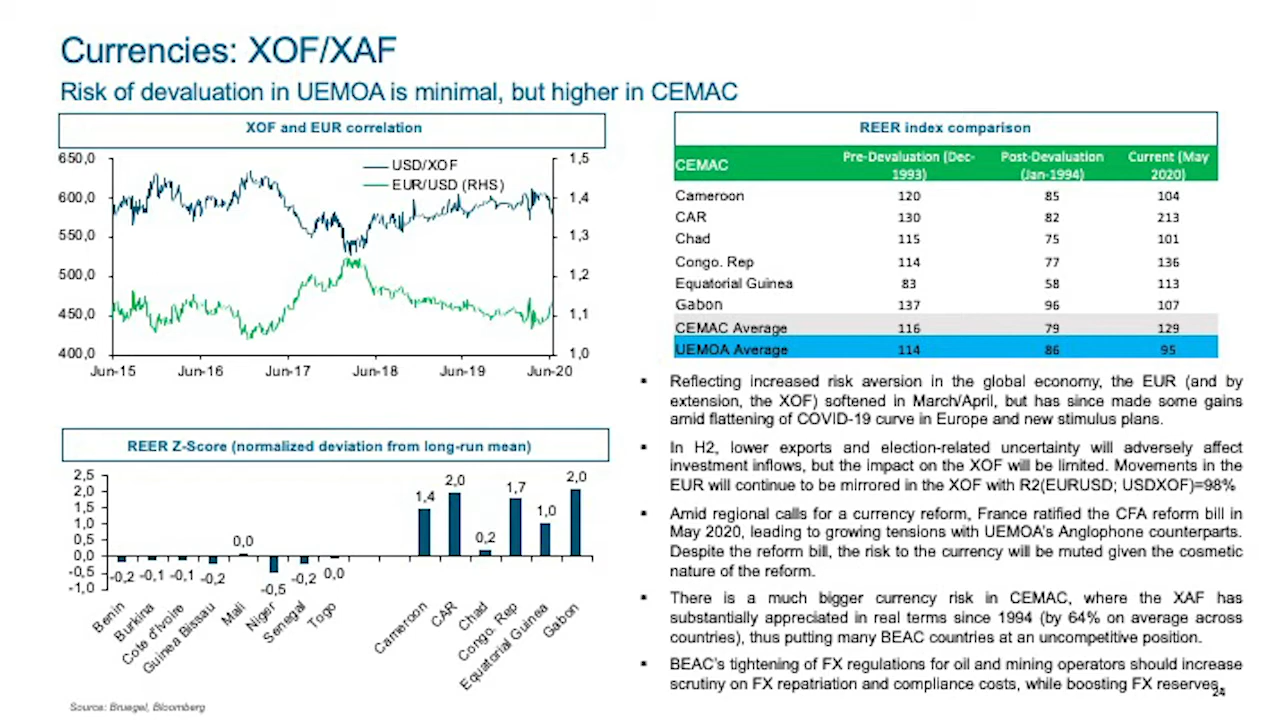 Currencies: XOF/XAF
Risk of devaluation in UEMOA is minimal, but higher in CEMAC
XOF and EUR correlation
650,0
600,0
550,0
500,0
450,0
400,0
USD/XOF
EUR/USD (RHS)
1,5
1,4
1,3
1,2
1,1
1,0
Jun-15 Jun-16 Jun-17 Jun-18 Jun-19 Jun-20
REER Z-Score (normalized deviation from long-run mean)
2,5
2,0
1,5
1,0
0,5
0,0
-0,5
-1,0
-0,2 -0,1 -0,1 -0,2 0,0 -0,5 -0,2 0,0 1,4 2,0 0,2 1,7 1,0 2,0
Benin
Burkina
Cote d'Ivoire
Guinea Bissau
Mali
Niger
Senegal
Togo
Cameroon
CAR
Chad
Congo. Rep
Equatorial Guinea
Gabon
Source: Bruegel, Bloomberg
REER index comparison
CEMAC Pre-Devaluation (Dec-1993) Post-Devaluation (Jan-1994) Current (May 2020)
Cameroon 120 85 104
CAR 130 82 213
Chad 115 75 101
Congo. Rep 114 77 136
Equatorial Guinea 83 58 113
Gabon 137 96 107
CEMAC Average 116 79 129
UEMOA Average 114 86 95
▪ Reflecting increased risk aversion in the global economy, the EUR (and by
extension, the XOF) softened in March/April, but has since made some gains
amid flattening of COVID-19 curve in Europe and new stimulus plans.
▪ In H2, lower exports and election-related uncertainty will adversely affect
investment inflows, but the impact on the XOF will be limited. Movements in the
EUR will continue to be mirrored in the XOF with R2(EURUSD; USDXOF)=98%
▪ Amid regional calls for a currency reform, France ratified the CFA reform bill in
May 2020, leading to growing tensions with UEMOA's Anglophone counterparts.
Despite the reform bill, the risk to the currency will be muted given the cosmetic
nature of the reform.
▪ There is a much bigger currency risk in CEMAC, where the XAF has
substantially appreciated in real terms since 1994 (by 64% on average across
countries), thus putting many BEAC countries at an uncompetitive position.
▪ BEAC's tightening of FX regulations for oil and mining operators should increase
scrutiny on FX repatriation and compliance costs, while boosting FX reserves.
24